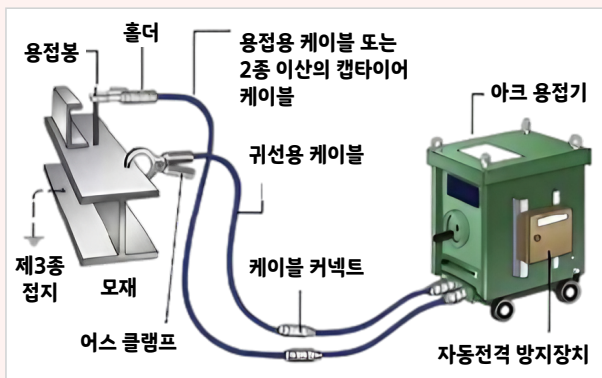 홀더
용접봉
용접용 케이블 또는
2종 이산의 캡타이어
케이블
아크 용접기
귀선용 케이블
제3종
접지
모재
케이블 커넥트
어스 클램프
자동전격 방지장치